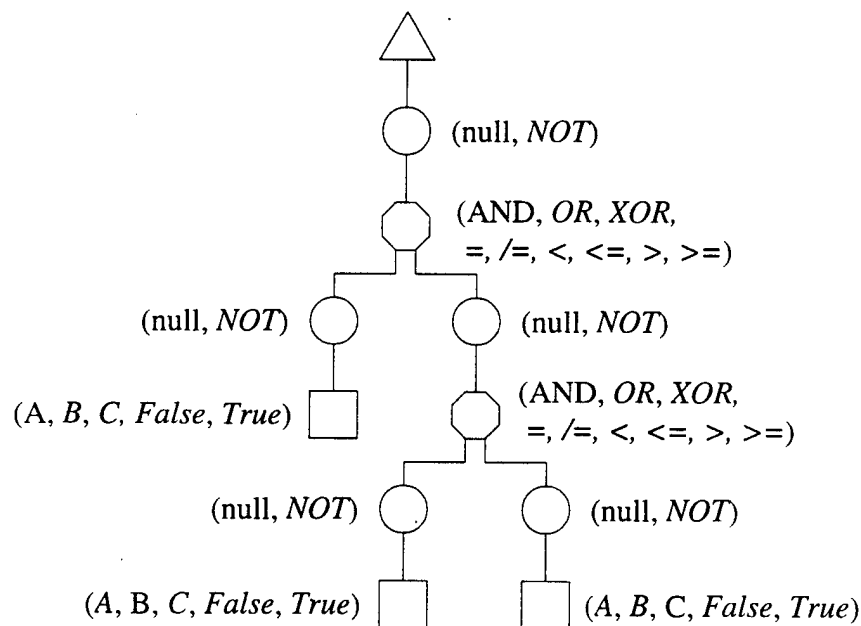 (null, NOT)
(AND, OR, XOR,
=, /=, <, <=, >, >=)
(null, NOT)
(null, NOT)
(A, B, C, False, True)
(AND, OR, XOR,
=, /=, <, <=, >, >=)
(null, NOT)
(null, NOT)
(A, B, C, False, True)
(A, B, C, False, True)